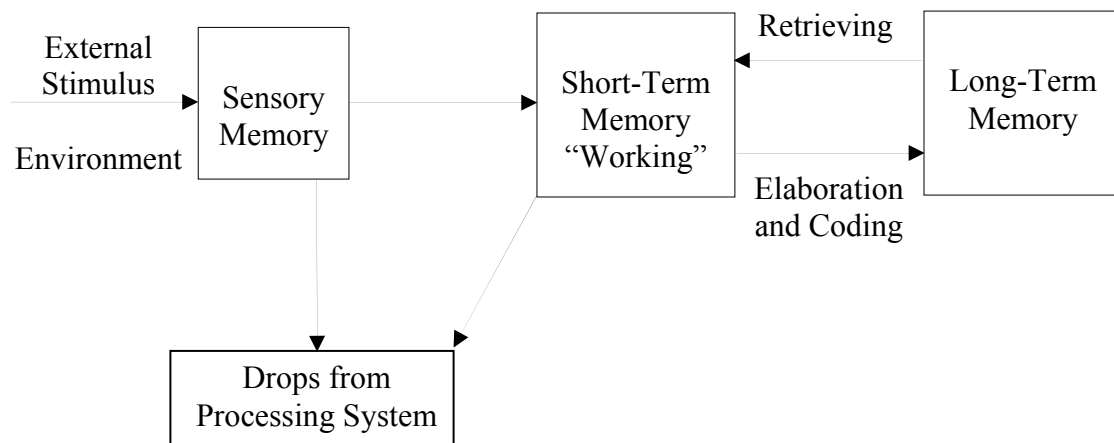 External
Stimulus
Environment
Sensory
Memory
Short-Term
Memory
“Working”
Retrieving
Elaboration
and Coding
Long-Term
Memory
Drops from
Processing System